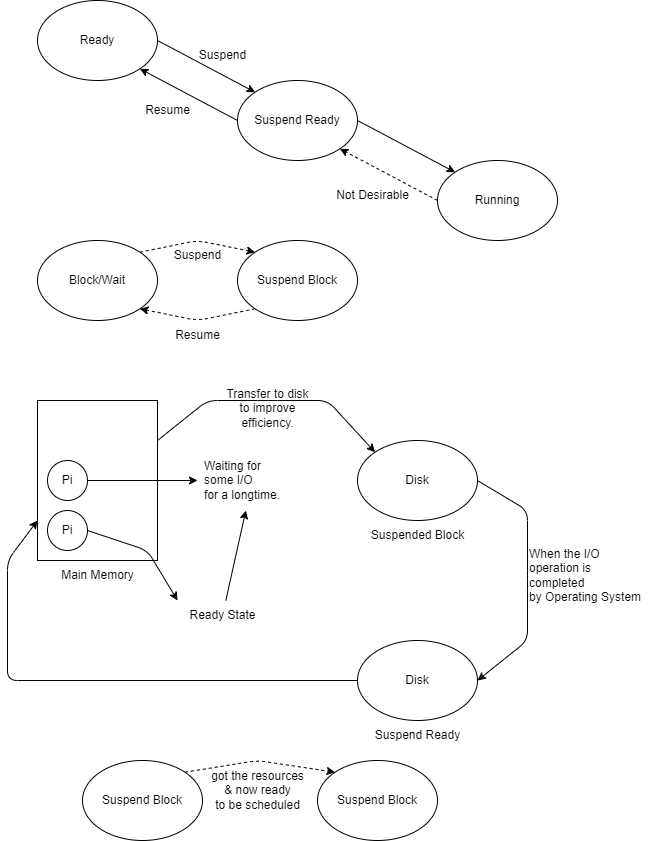 Ready
Suspend
Resume
Suspend Ready
Not Desirable
Running
Block/Wait
Suspend
Suspend Block
Resume
Transfer to disk
to improve
efficiency.
Pi
Waiting for
some I/O
for a longtime.
Disk
Pi
Suspended Block
When the I/O
operation is
completed
by Operating System
Main Memory
Ready State
Disk
Suspend Ready
Suspend Block
got the resources
& now ready
to be scheduled
Suspend Block